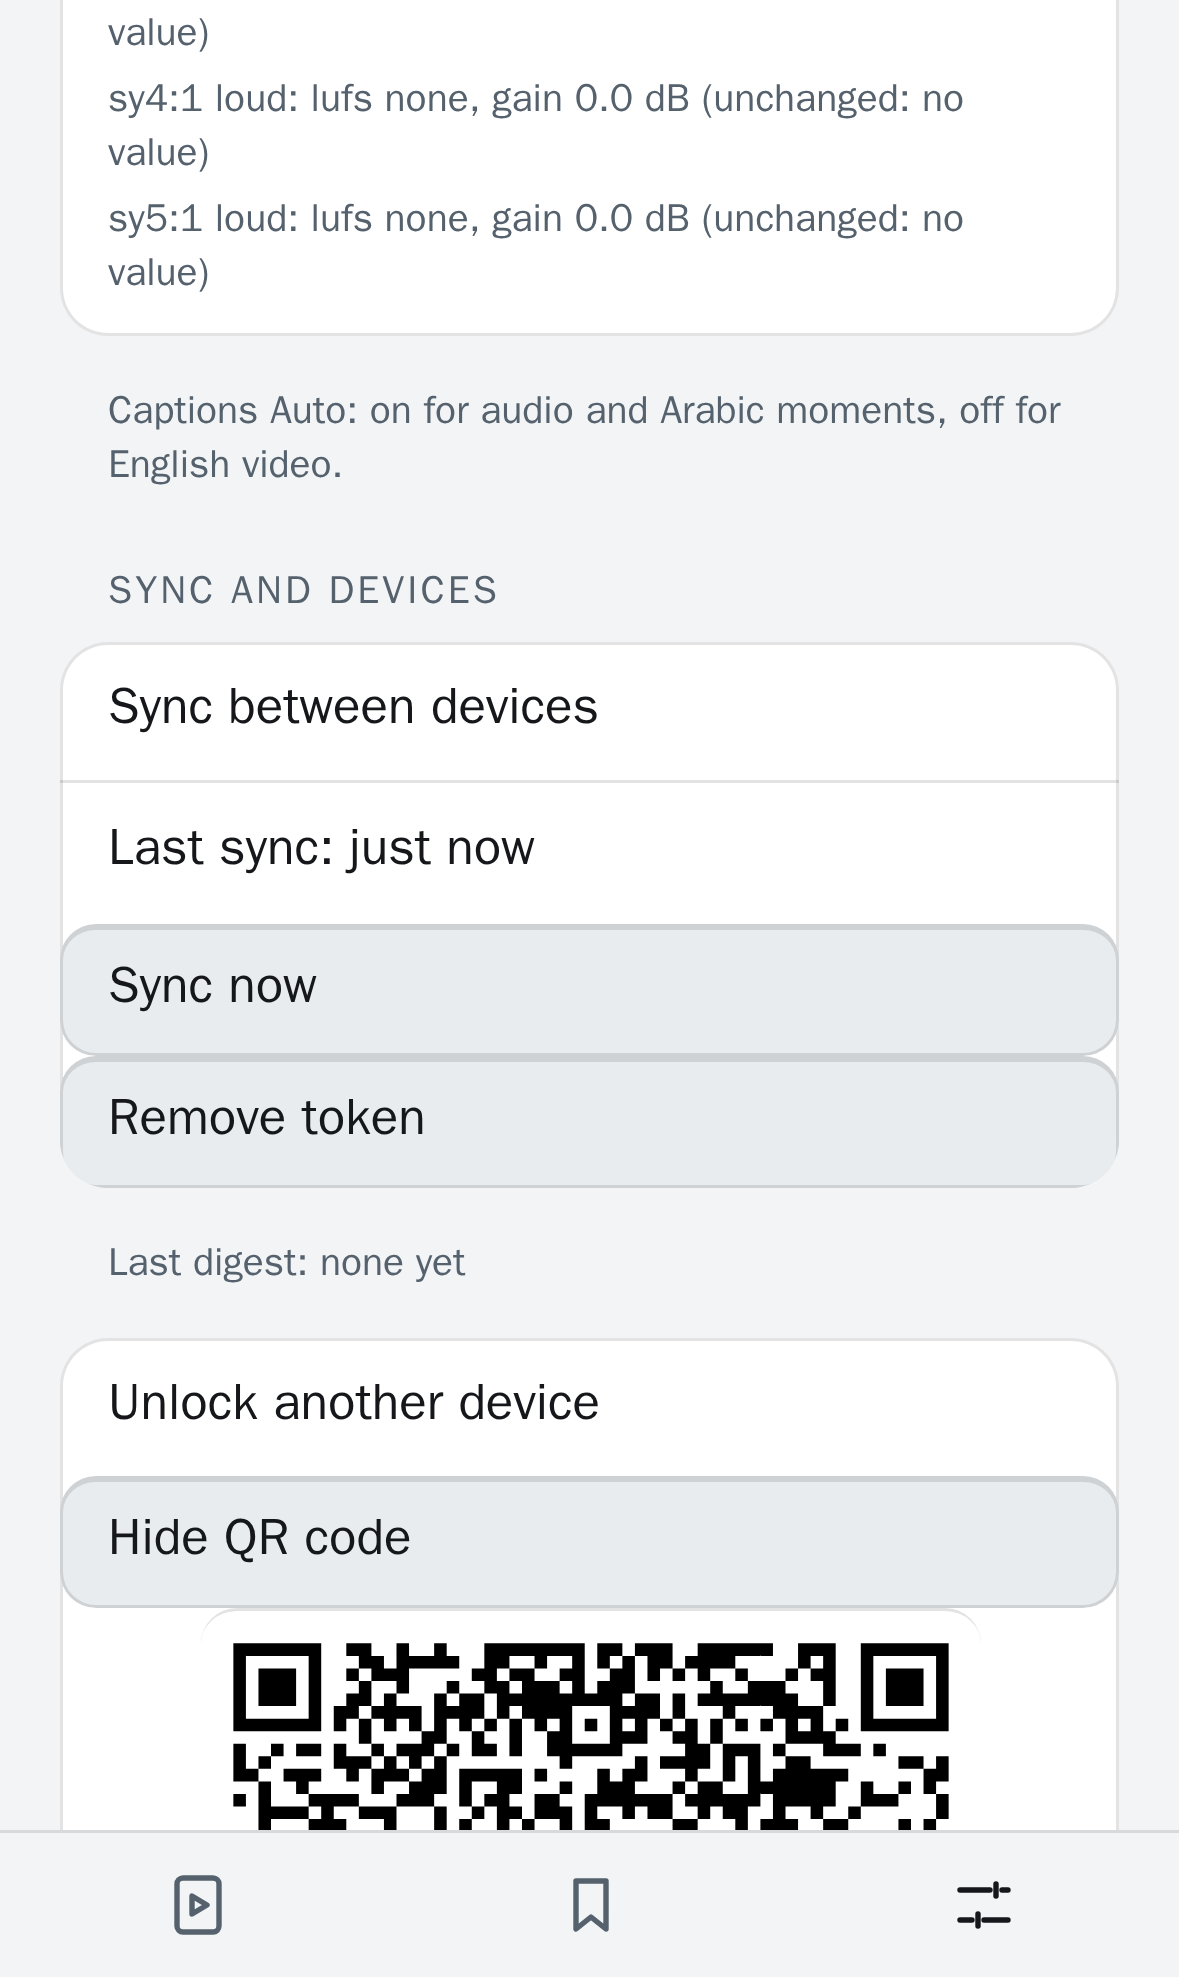 value)
sy4:1 loud: lufs none, gain 0.0 dB (unchanged: no
value)
sy5:1 loud: lufs none, gain 0.0 dB (unchanged: no
value)
Captions Auto: on for audio and Arabic moments, off for
English video.
SYNC AND DEVICES
Sync between devices
Last sync: just now
Sync now
Remove token
Last digest: none yet
Unlock another device
Hide QR code